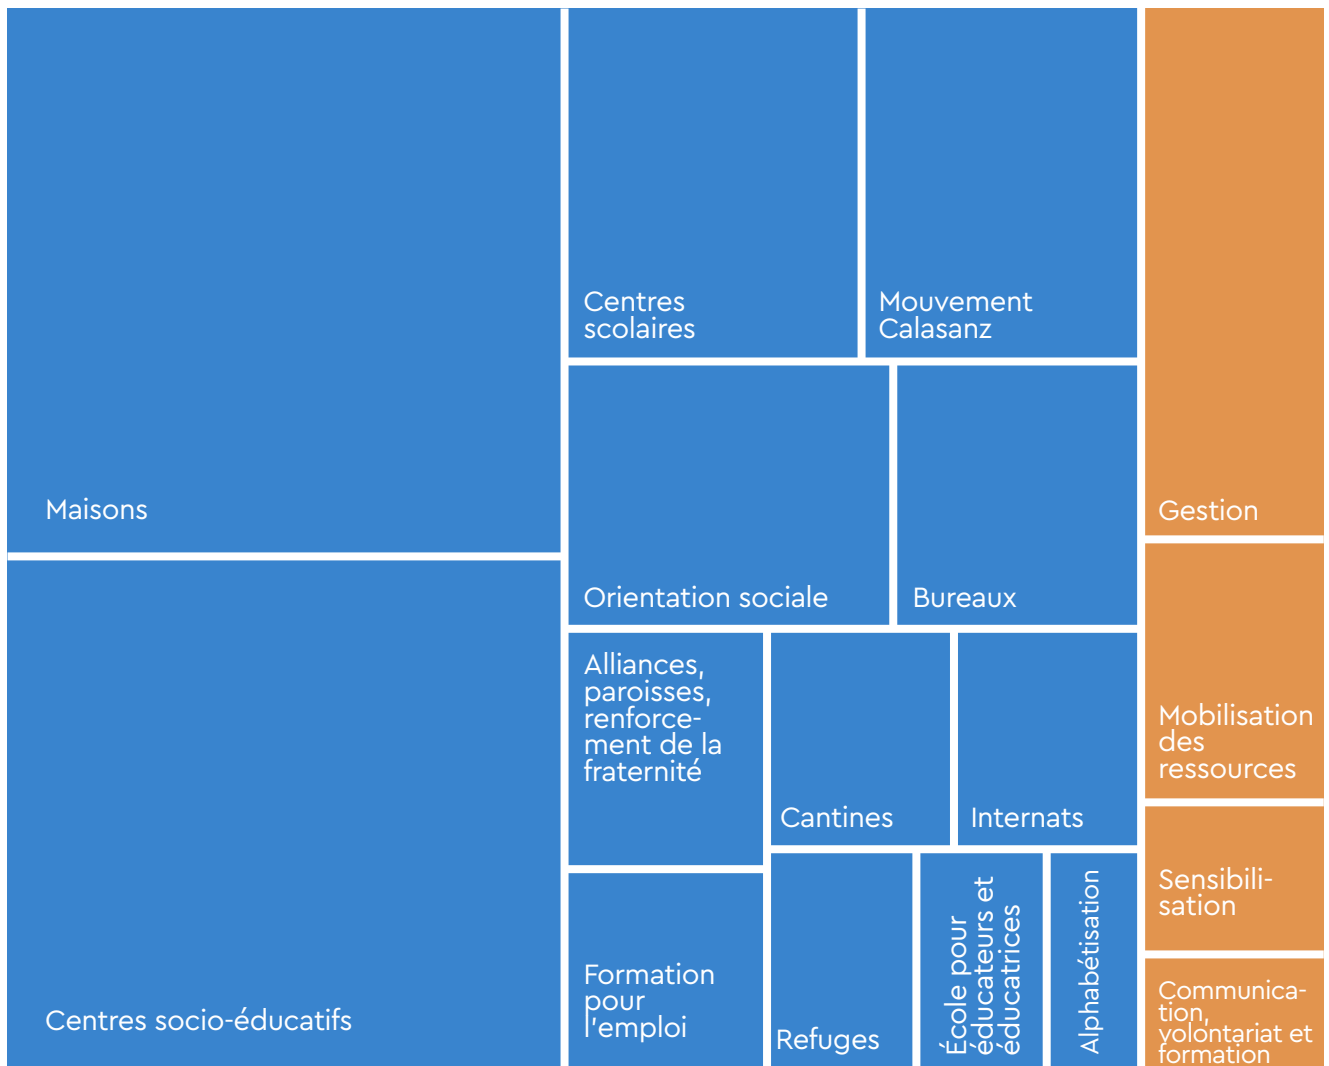 Maisons
Centres socio-éducatifs
Centres
scolaires
Mouvement
Calasanz
Orientation sociale
Bureaux
Alliances,
paroisses,
renforce-
ment de la
fraternité
Cantines
Internats
Formation
pour
l'emploi
Refuges
École pour
éducateurs et
éducatrices
Alphabétisation
Gestion
Mobilisation
des
ressources
Sensibili-
sation
Communica-
tion,
volontariat et
formation